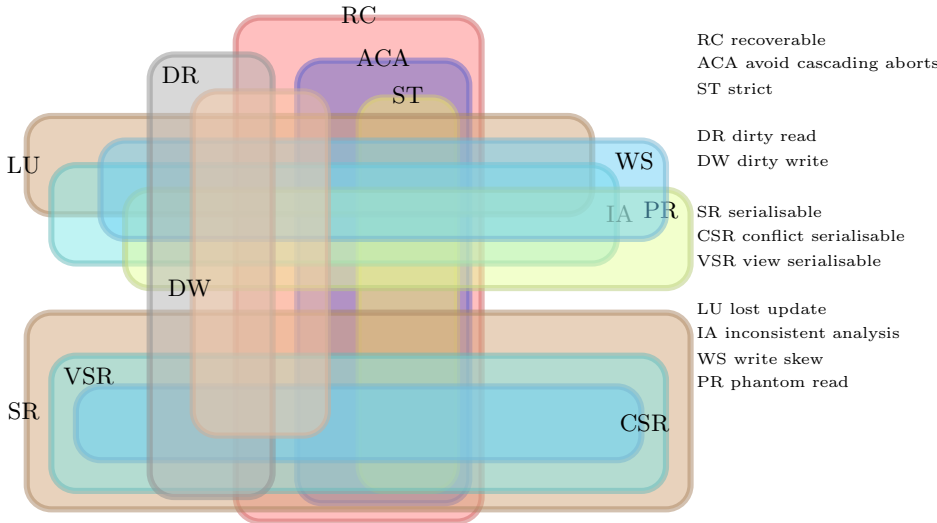 RC
ACA
DR
ST
LU
WS
IA
PR
DW
VSR
SR
CSR
RC recoverable
ACA avoid cascading aborts
ST strict
DR dirty read
DW dirty write
SR serialisable
CSR conflict serialisable
VSR view serialisable
LU lost update
IA inconsistent analysis
WS write skew
PR phantom read